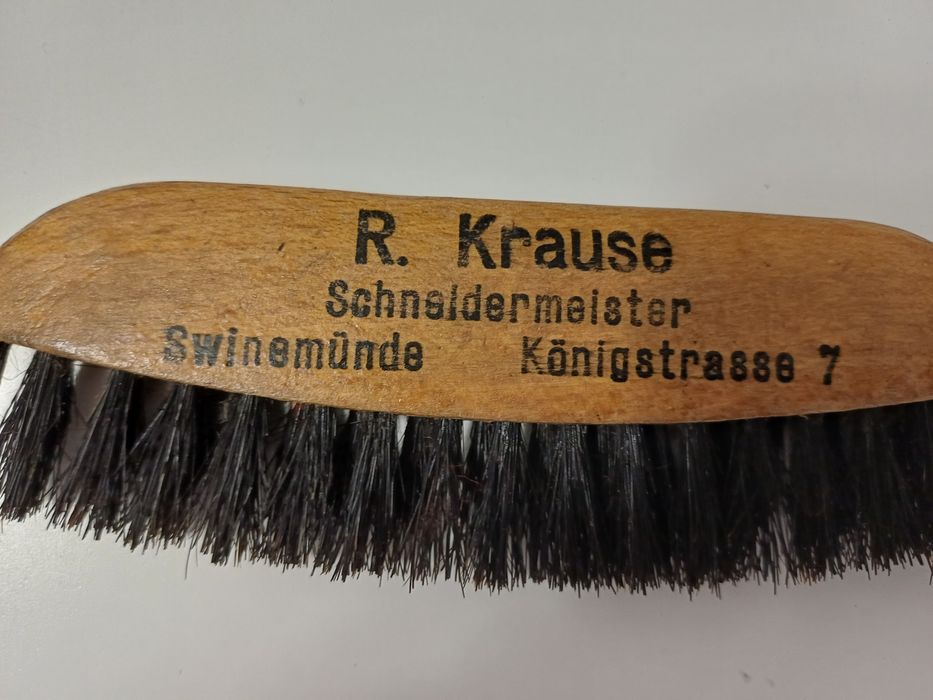 R. Krause
Schneidermeister
Swinemünde Königstrasse 7